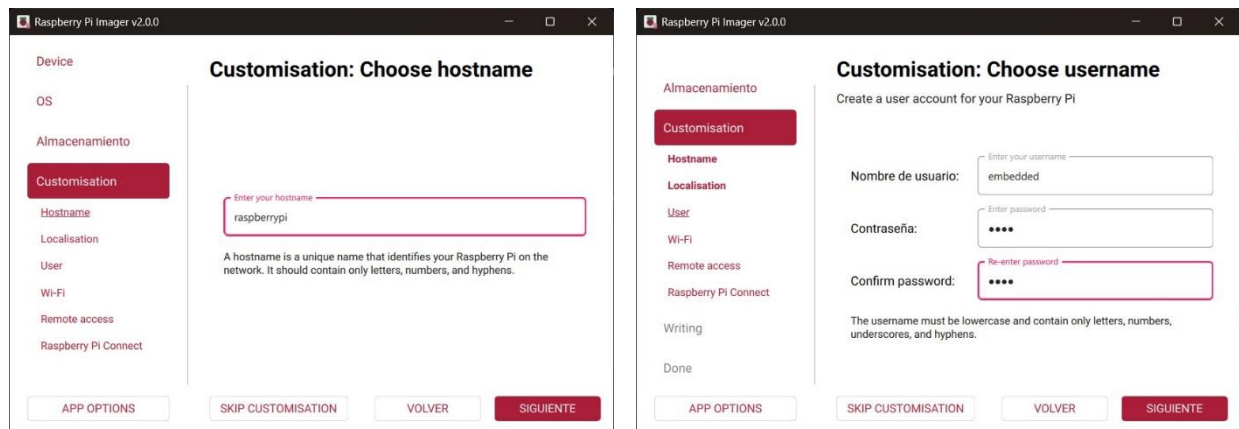 Raspberry Pi Imager v2.0.0
Device
OS
Almacenamiento
Customisation
Hostname
Localisation
User
Wi-Fi
Remote access
Raspberry Pi Connect
APP OPTIONS
Customisation: Choose hostname
Enter your hostname
raspberrypi
A hostname is a unique name that identifies your Raspberry Pi on the
network. It should contain only letters, numbers, and hyphens.
SKIP CUSTOMISATION
VOLVER
SIGUIENTE
Raspberry Pi Imager v2.0.0
Almacenamiento
Customisation
Hostname
Localisation
User
Wi-Fi
Remote access
Raspberry Pi Connect
Writing
Done
APP OPTIONS
Customisation: Choose username
Create a user account for your Raspberry Pi
Nombre de usuario:
Enter your username
embedded
Contraseña:
Enter password
••••
Confirm password:
Re-enter password
••••
The username must be lowercase and contain only letters, numbers,
underscores, and hyphens.
SKIP CUSTOMISATION
VOLVER
SIGUIENTE